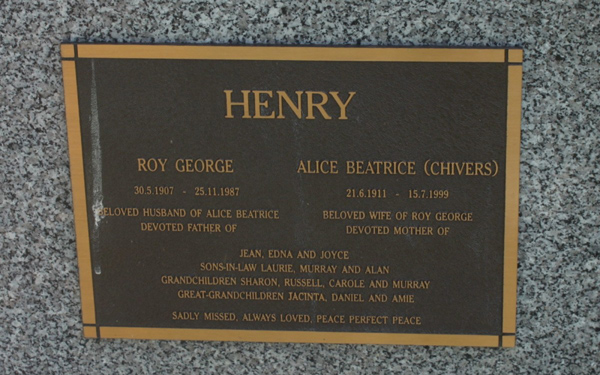 HENRY
ROY GEORGE
30.5.1907 - 25.11.1987
BELOVED HUSBAND OF ALICE BEATRICE
DEVOTED FATHER OF
ALICE BEATRICE (CHIVERS)
21.6.1911 - 15.7.1999
BELOVED WIFE OF ROY GEORGE
DEVOTED MOTHER OF
JEAN, EDNA AND JOYCE
SONS-IN-LAW LAURIE, MURRAY AND ALAN
GRANDCHILDREN SHARON, RUSSELL, CAROLE AND MURRAY
GREAT-GRANDCHILDREN JACINTA, DANIEL AND AMIE
SADLY MISSED, ALWAYS LOVED, PEACE PERFECT PEACE